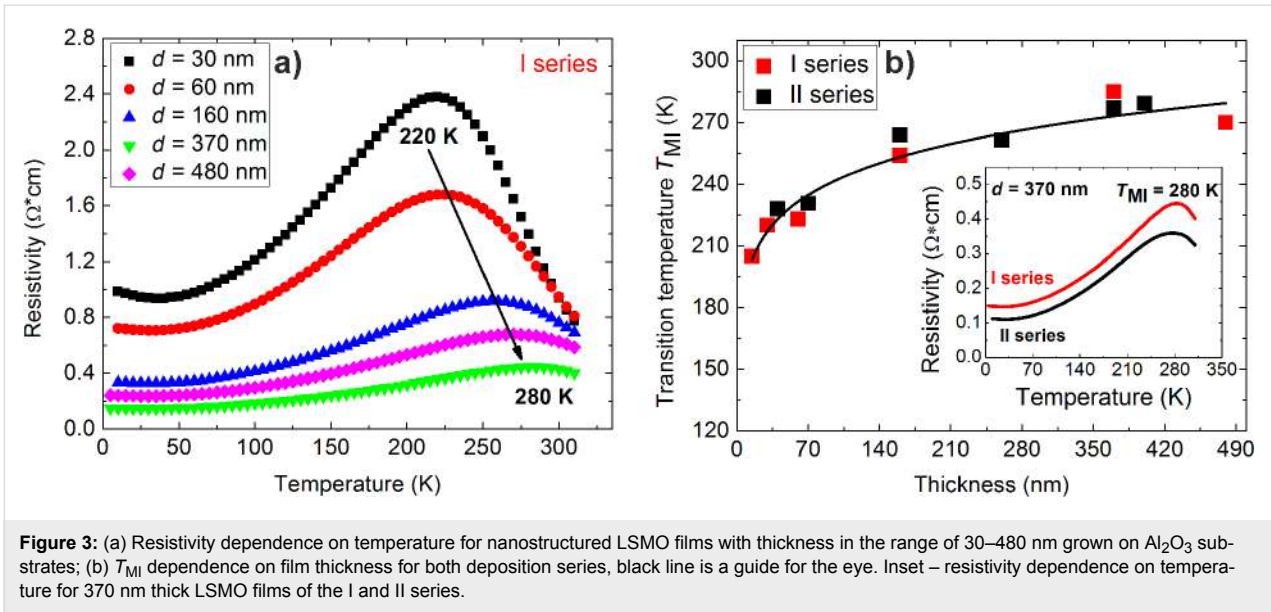 2.8
2.4
2.0
1.6
1.2
0.8
0.4
0.0
Resistivity (Ω*cm)
d = 30 nm
d = 60 nm
d = 160 nm
d = 370 nm
d = 480 nm
a)
I series
220 K
280 K
0 50 100 150 200 250 300
Temperature (K)
300
270
240
210
180
150
120
Transition temperature TMI (K)
I series
II series
b)
0.5
0.4
0.3
0.2
0.1
0.0
Resistivity (Ω*cm)
d = 370 nm
TMI = 280 K
I series
II series
0 70 140 210 280 350
Temperature (K)
0 70 140 210 280 350 420 490
Thickness (nm)
Figure 3: (a) Resistivity dependence on temperature for nanostructured LSMO films with thickness in the range of 30–480 nm grown on Al2O3 sub-
strates; (b) TMI dependence on film thickness for both deposition series, black line is a guide for the eye. Inset – resistivity dependence on tempera-
ture for 370 nm thick LSMO films of the I and II series.